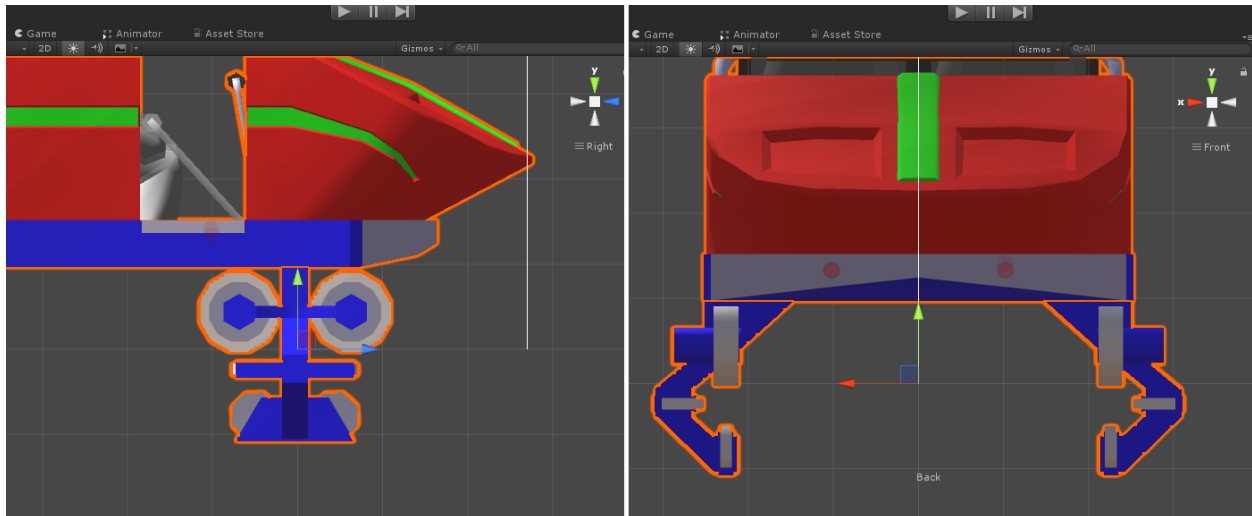 Game Animator Asset Store
2D Gizmos All
y
Right
Game Animator Asset Store
2D Gizmos All
y
x
Front
Back